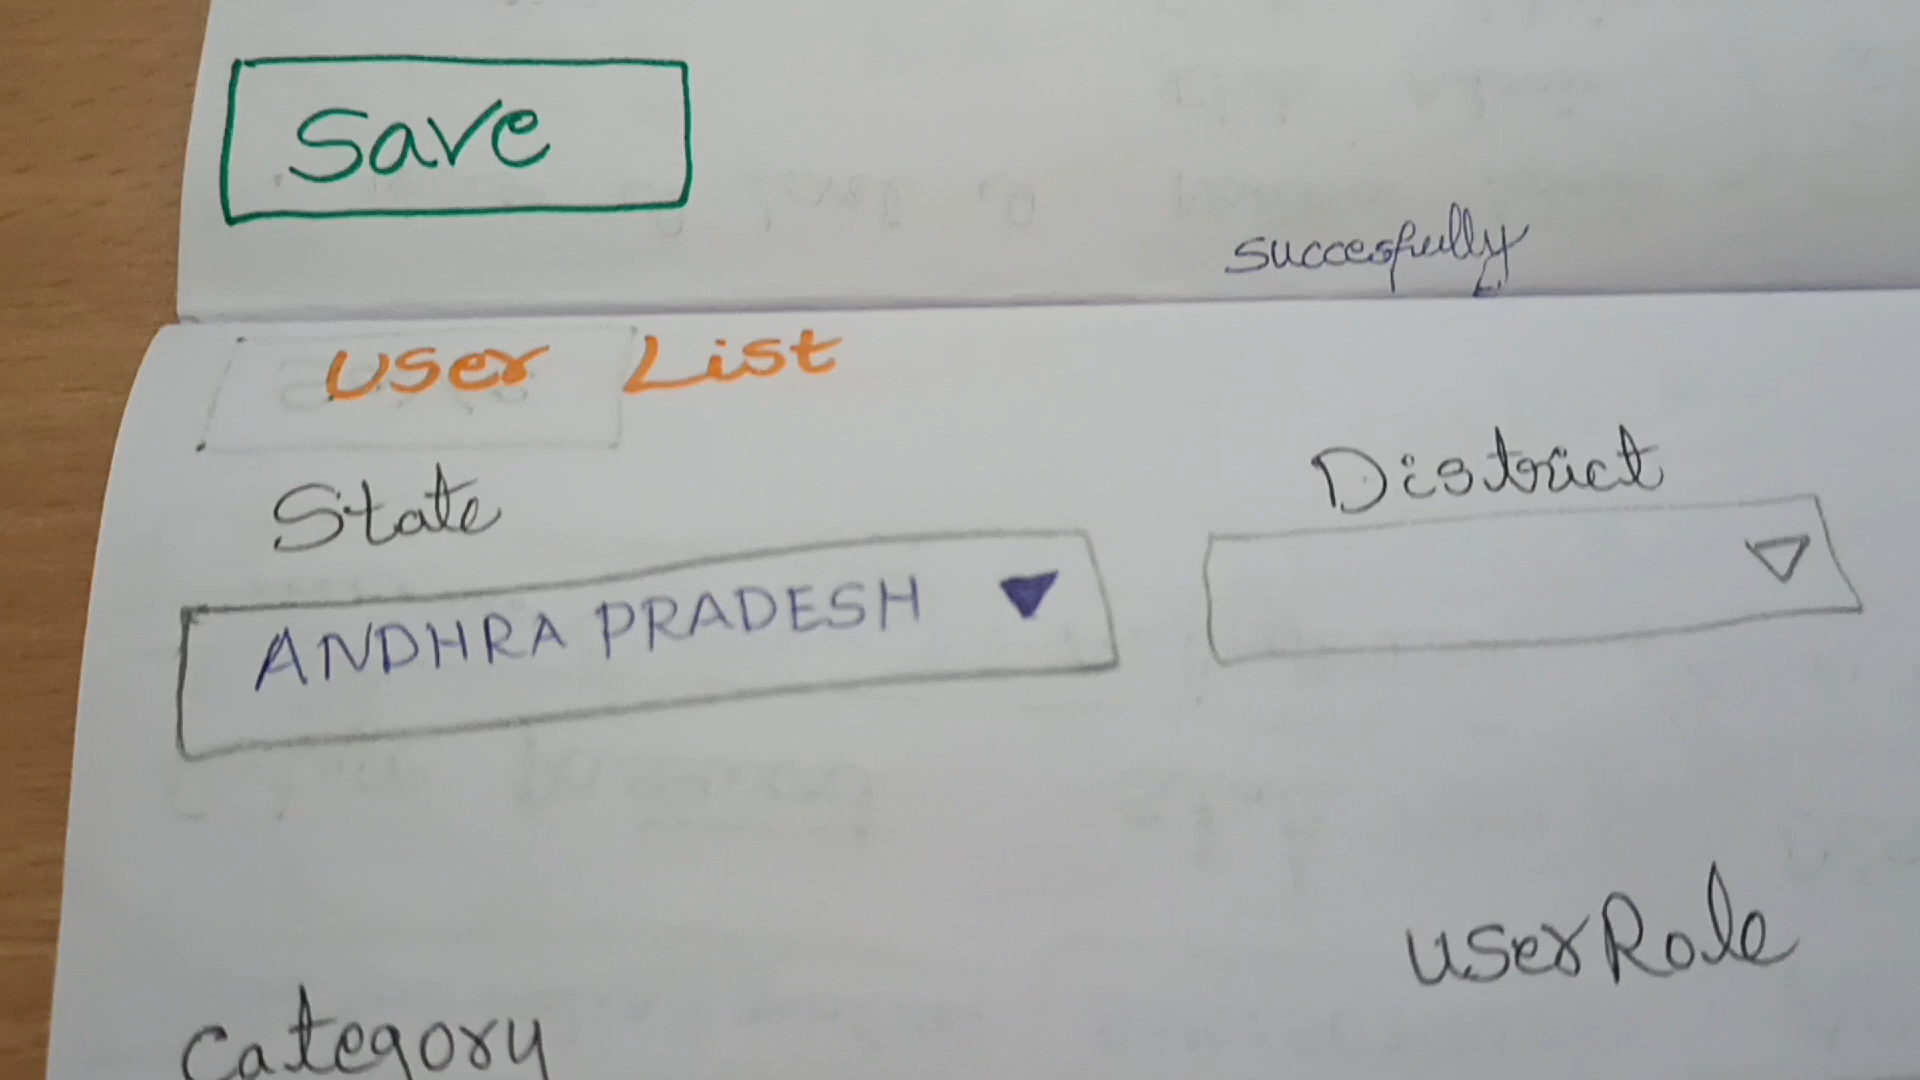 Save
succesfully
User List
State
District
ANDHRA PRADESH
userRole
Category